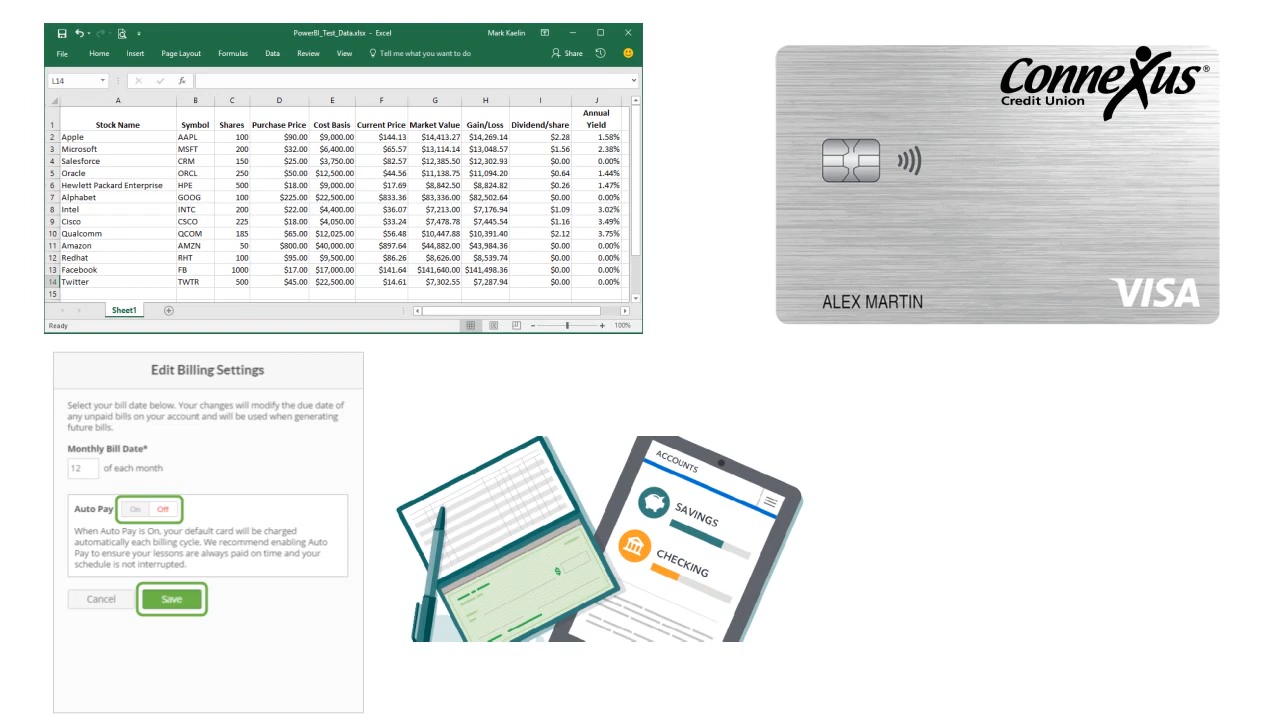 PowerBI_Test_Data.xlsx - Excel
Mark Kaelin
File Home Insert Page Layout Formulas Data Review View Tell me what you want to do Share
L14 fx
A B C D E F G H I J
1 Stock Name Symbol Shares Purchase Price Cost Basis Current Price Market Value Gain/Loss Dividend/share Annual Yield
2 Apple AAPL 100 $90.00 $9,000.00 $144.13 $14,413.27 $14,269.14 $2.28 1.58%
3 Microsoft MSFT 200 $32.00 $6,400.00 $65.57 $13,114.14 $13,048.57 $1.56 2.38%
4 Salesforce CRM 150 $25.00 $3,750.00 $82.57 $12,385.50 $12,302.93 $0.00 0.00%
5 Oracle ORCL 250 $50.00 $12,500.00 $44.56 $11,138.75 $11,094.20 $0.64 1.44%
6 Hewlett Packard Enterprise HPE 500 $18.00 $9,000.00 $17.69 $8,842.50 $8,824.82 $0.26 1.47%
7 Alphabet GOOG 100 $225.00 $22,500.00 $833.36 $83,336.00 $82,502.64 $0.00 0.00%
8 Intel INTC 200 $22.00 $4,400.00 $36.07 $7,213.00 $7,176.94 $1.09 3.02%
9 Cisco CSCO 225 $18.00 $4,050.00 $33.24 $7,478.78 $7,445.54 $1.16 3.49%
10 Qualcomm QCOM 185 $65.00 $12,025.00 $56.48 $10,447.88 $10,391.40 $2.12 3.75%
11 Amazon AMZN 50 $800.00 $40,000.00 $897.64 $44,882.00 $43,984.36 $0.00 0.00%
12 Redhat RHT 100 $95.00 $9,500.00 $86.26 $8,626.00 $8,539.74 $0.00 0.00%
13 Facebook FB 1000 $17.00 $17,000.00 $141.64 $141,640.00 $141,498.36 $0.00 0.00%
14 Twitter TWTR 500 $45.00 $22,500.00 $14.61 $7,302.55 $7,287.94 $0.00 0.00%
15
Sheet1
Ready 100%
Connexus®
Credit Union
ALEX MARTIN
VISA
Edit Billing Settings
Select your bill date below. Your changes will modify the due date of
any unpaid bills on your account and will be used when generating
future bills.
Monthly Bill Date*
12 of each month
Auto Pay On Off
When Auto Pay is On, your default card will be charged
automatically each billing cycle. We recommend enabling Auto
Pay to ensure your lessons are always paid on time and your
schedule is not interrupted.
Cancel Save
$
ACCOUNTS
SAVINGS
CHECKING